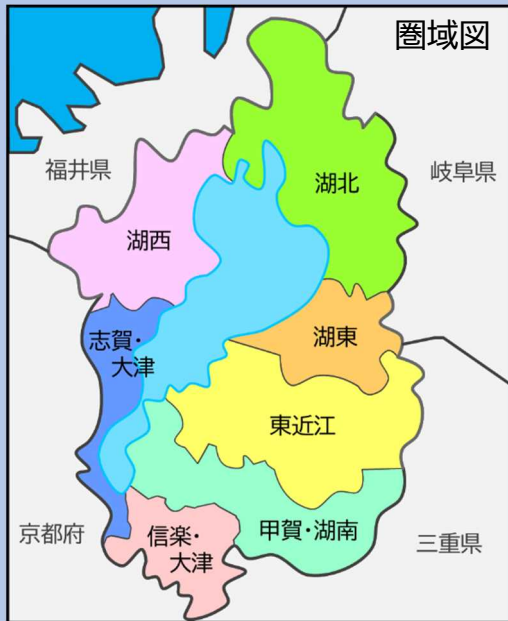 圏域図
福井県
岐阜県
湖北
湖西
志賀・
大津
湖東
東近江
京都府
信楽・
大津
甲賀・湖南
三重県